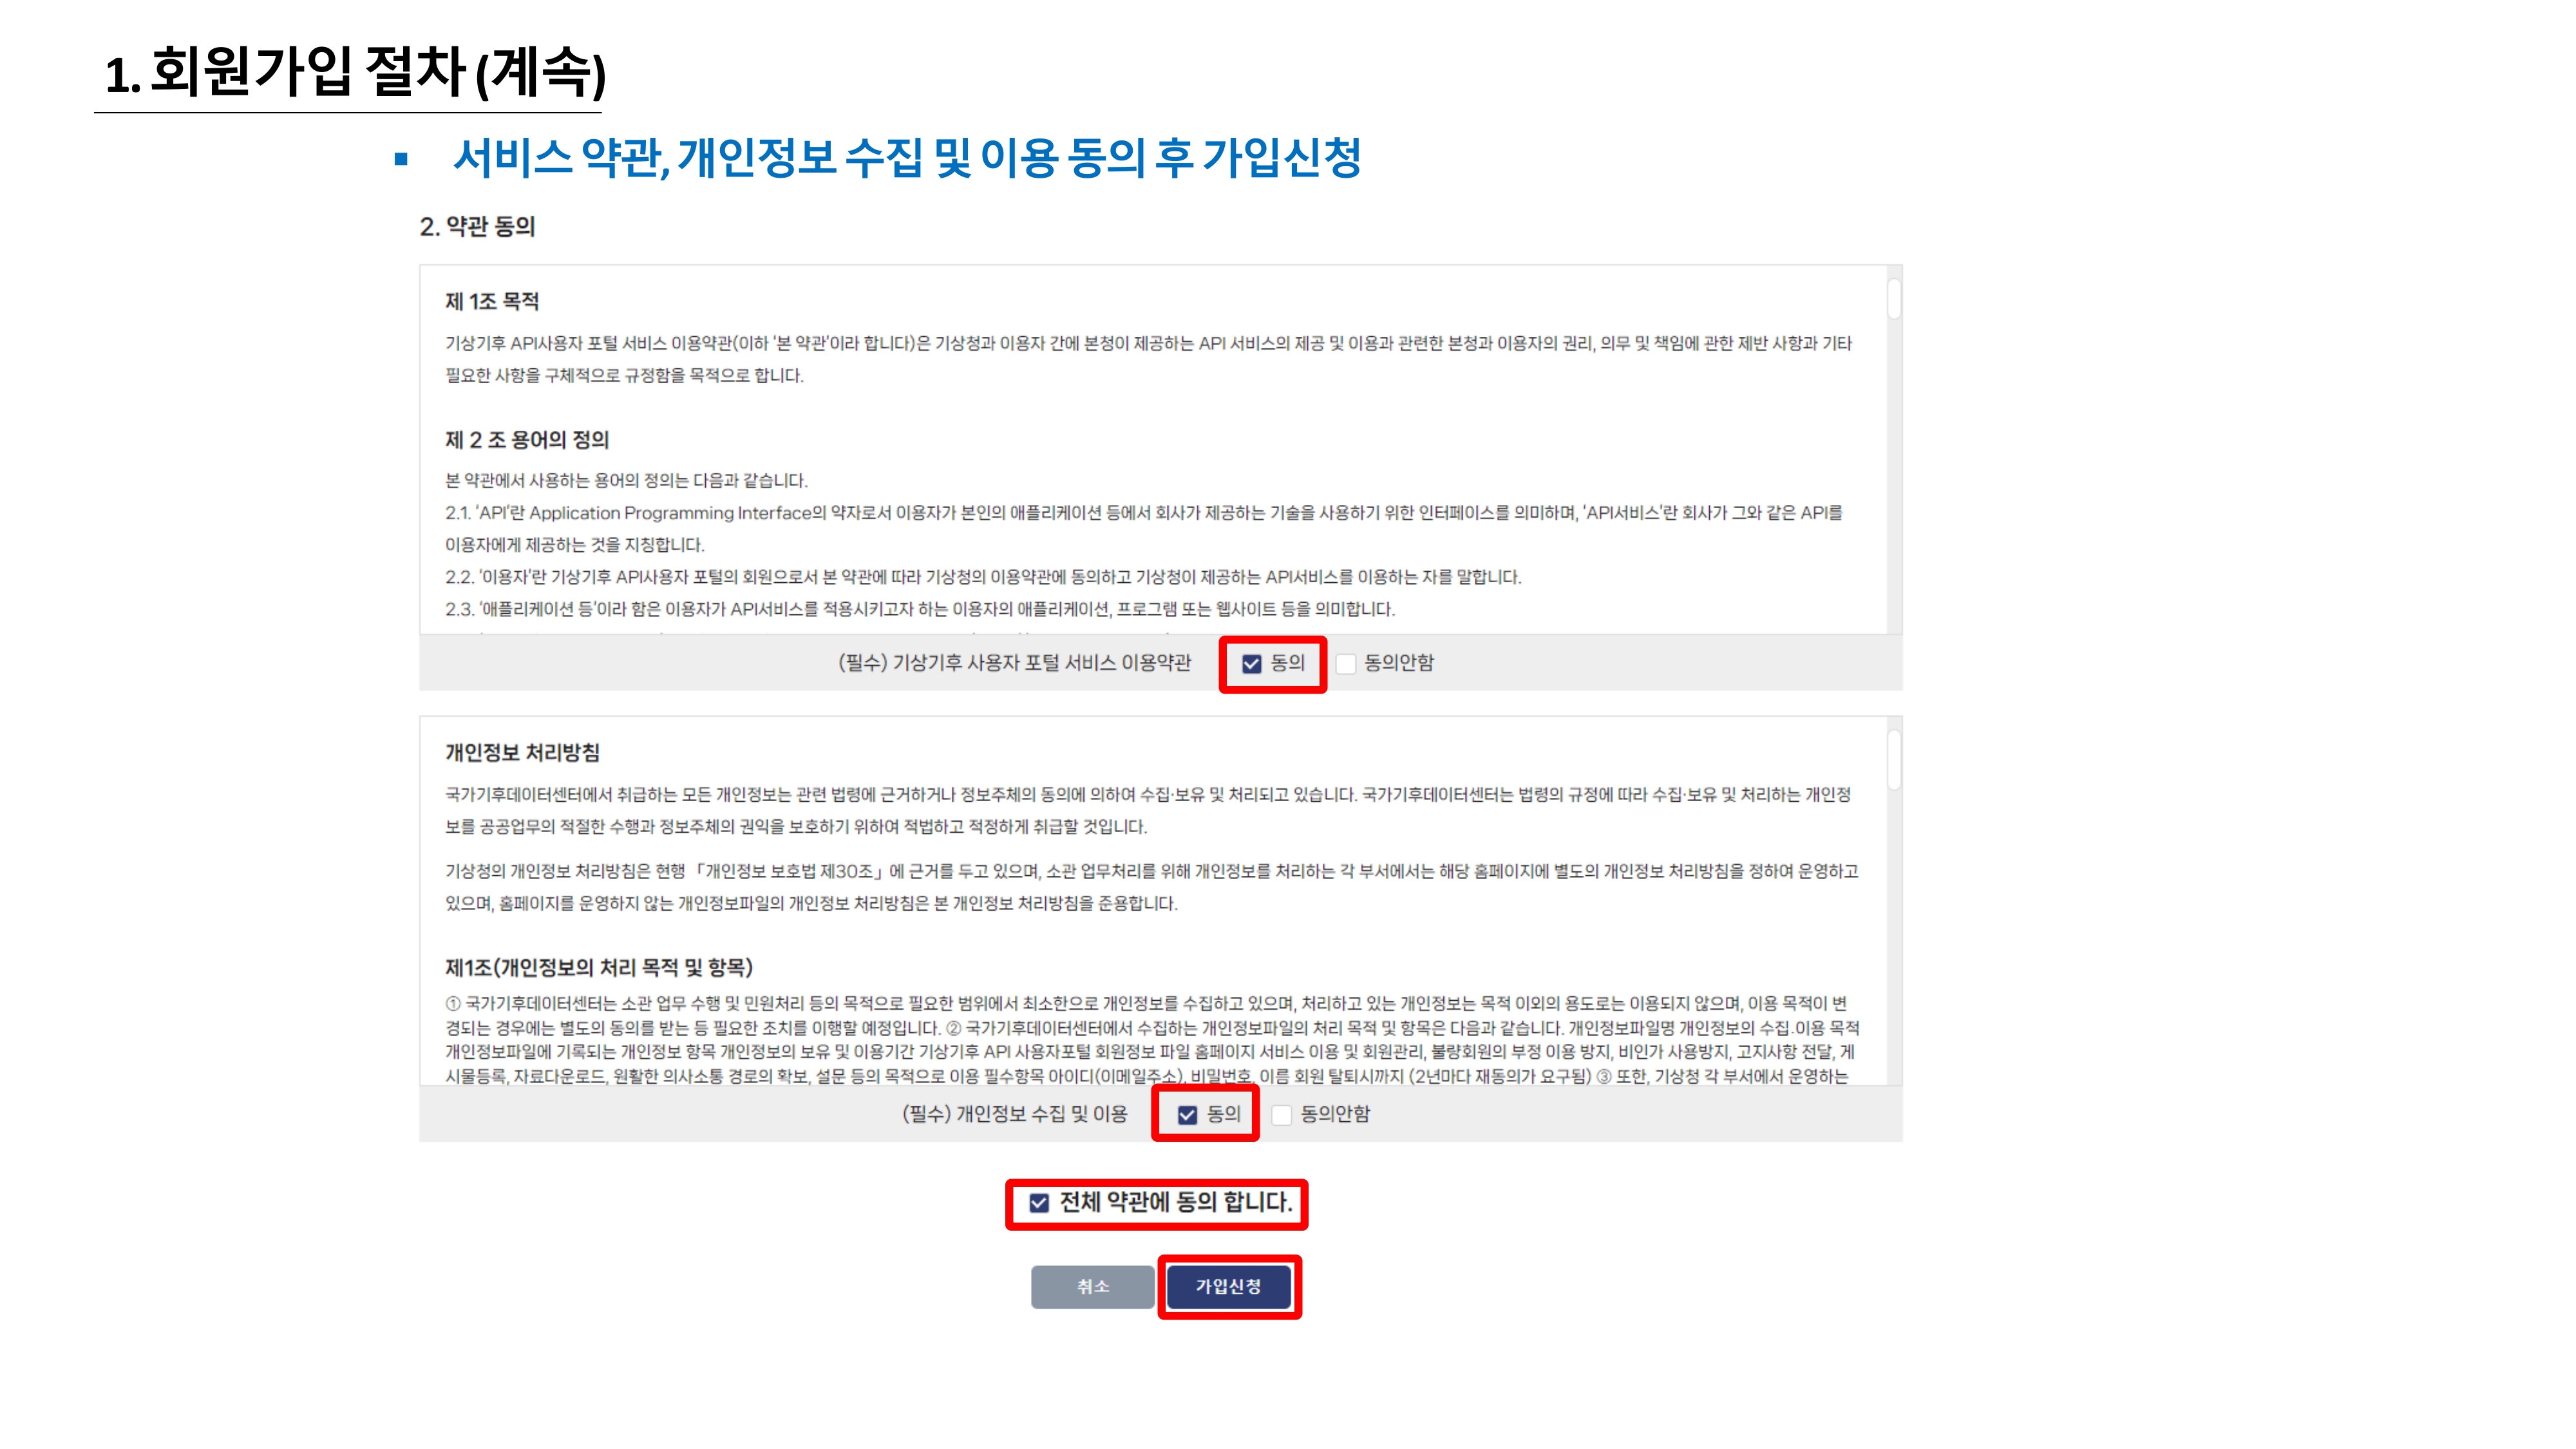 1. 회원가입 절차 (계속)
▪ 서비스 약관, 개인정보 수집 및 이용 동의 후 가입신청
2. 약관 동의
제 1조 목적
기상기후 API사용자 포털 서비스 이용약관(이하 '본 약관'이라 합니다)은 기상청과 이용자 간에 본청이 제공하는 API 서비스의 제공 및 이용과 관련한 본청과 이용자의 권리, 의무 및 책임에 관한 제반 사항과 기타
필요한 사항을 구체적으로 규정함을 목적으로 합니다.
제 2 조 용어의 정의
본 약관에서 사용하는 용어의 정의는 다음과 같습니다.
2.1. 'API'란 Application Programming Interface의 약자로서 이용자가 본인의 애플리케이션 등에서 회사가 제공하는 기술을 사용하기 위한 인터페이스를 의미하며, 'API서비스'란 회사가 그와 같은 API를
이용자에게 제공하는 것을 지칭합니다.
2.2. '이용자'란 기상기후 API사용자 포털의 회원으로서 본 약관에 따라 기상청의 이용약관에 동의하고 기상청이 제공하는 API서비스를 이용하는 자를 말합니다.
2.3. '애플리케이션 등'이라 함은 이용자가 API서비스를 적용시키고자 하는 이용자의 애플리케이션, 프로그램 또는 웹사이트 등을 의미합니다.
(필수) 기상기후 사용자 포털 서비스 이용약관 동의 동의안함
개인정보 처리방침
국가기후데이터센터에서 취급하는 모든 개인정보는 관련 법령에 근거하거나 정보주체의 동의에 의하여 수집·보유 및 처리되고 있습니다. 국가기후데이터센터는 법령의 규정에 따라 수집·보유 및 처리하는 개인정
보를 공공업무의 적절한 수행과 정보주체의 권익을 보호하기 위하여 적법하고 적정하게 취급할 것입니다.
기상청의 개인정보 처리방침은 현행 「개인정보 보호법 제30조」에 근거를 두고 있으며, 소관 업무처리를 위해 개인정보를 처리하는 각 부서에서는 해당 홈페이지에 별도의 개인정보 처리방침을 정하여 운영하고
있으며, 홈페이지를 운영하지 않는 개인정보파일의 개인정보 처리방침은 본 개인정보 처리방침을 준용합니다.
제1조(개인정보의 처리 목적 및 항목)
① 국가기후데이터센터는 소관 업무 수행 및 민원처리 등의 목적으로 필요한 범위에서 최소한으로 개인정보를 수집하고 있으며, 처리하고 있는 개인정보는 목적 이외의 용도로는 이용되지 않으며, 이용 목적이 변
경되는 경우에는 별도의 동의를 받는 등 필요한 조치를 이행할 예정입니다. ② 국가기후데이터센터에서 수집하는 개인정보파일의 처리 목적 및 항목은 다음과 같습니다. 개인정보파일명 개인정보의 수집·이용 목적
개인정보파일에 기록되는 개인정보 항목 개인정보의 보유 및 이용기간 기상기후 API 사용자포털 회원정보 파일 홈페이지 서비스 이용 및 회원관리, 불량회원의 부정 이용 방지, 비인가 사용방지, 고지사항 전달, 게
시물등록, 자료다운로드, 원활한 의사소통 경로의 확보, 설문 등의 목적으로 이용 필수항목 아이디(이메일주소), 비밀번호, 이름 회원 탈퇴시까지 (2년마다 재동의가 요구됨) ③ 또한, 기상청 각 부서에서 운영하는
(필수) 개인정보 수집 및 이용 동의 동의안함
전체 약관에 동의 합니다.
취소 가입신청